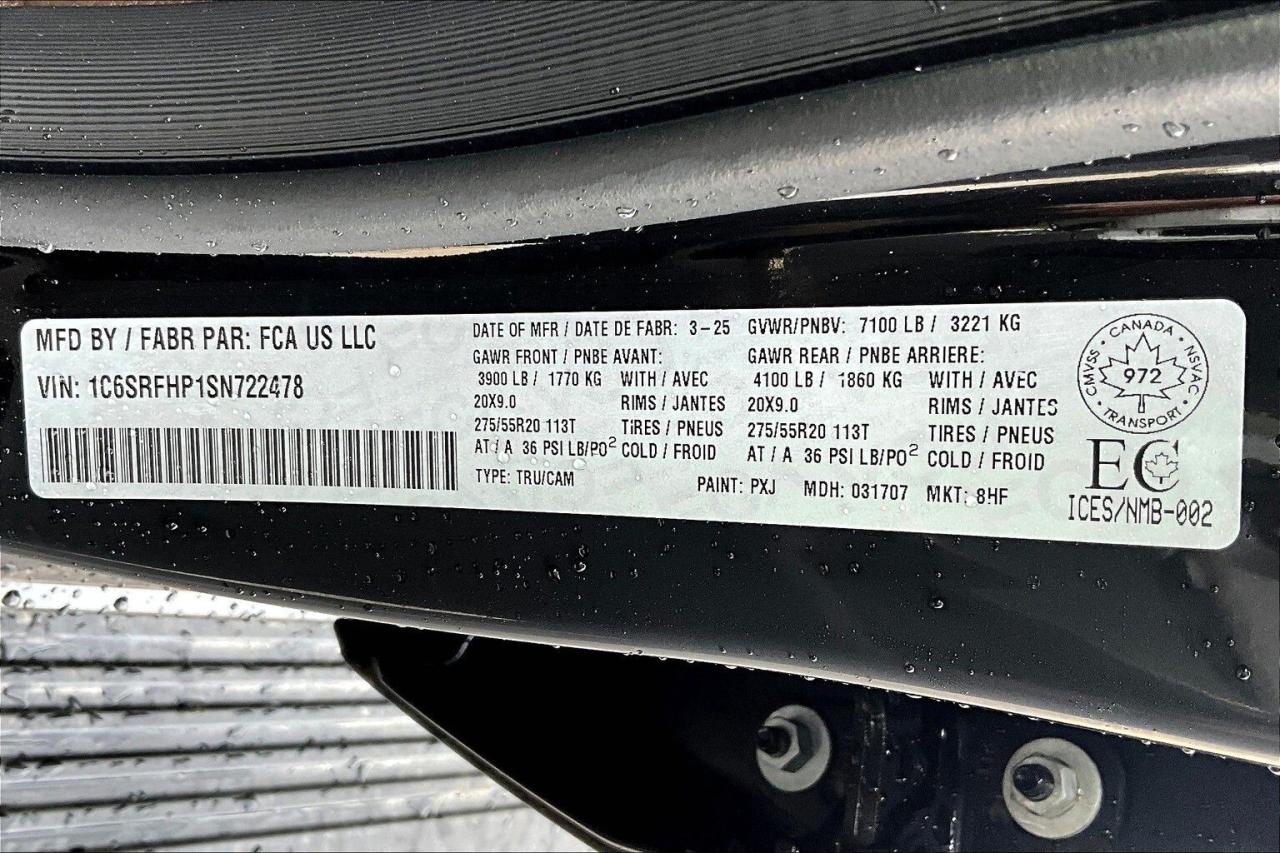 MFD BY / FABR PAR: FCA US LLC
VIN: 1C6SRFHP1SN722478
DATE OF MFR / DATE DE FABR: 3-25
GVWR/PNBV: 7100 LB / 3221 KG
GAWR FRONT / PNBE AVANT:
3900 LB / 1770 KG WITH / AVEC
20X9.0 RIMS / JANTES
275/55R20 113T TIRES / PNEUS
AT / A 36 PSI LB/PO² COLD / FROID
GAWR REAR / PNBE ARRIERE:
4100 LB / 1860 KG WITH / AVEC
20X9.0 RIMS / JANTES
275/55R20 113T TIRES / PNEUS
AT / A 36 PSI LB/PO² COLD / FROID
TYPE: TRU/CAM PAINT: PXJ MDH: 031707 MKT: 8HF
CANADA
CMVSS · NSVAC
972
TRANSPORT
EC
ICES/NMB-002